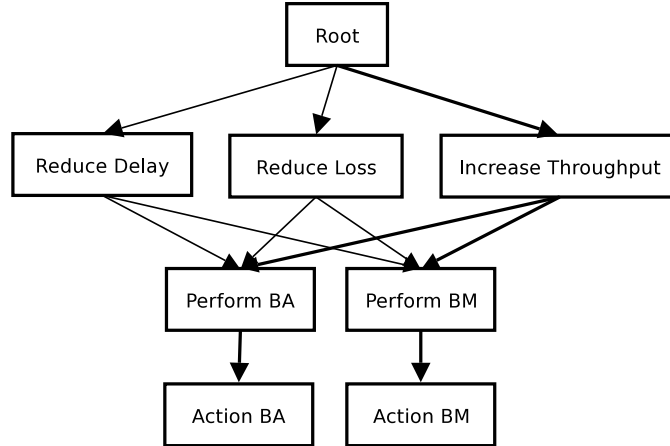 Root
Reduce Delay
Reduce Loss
Increase Throughput
Perform BA
Perform BM
Action BA
Action BM